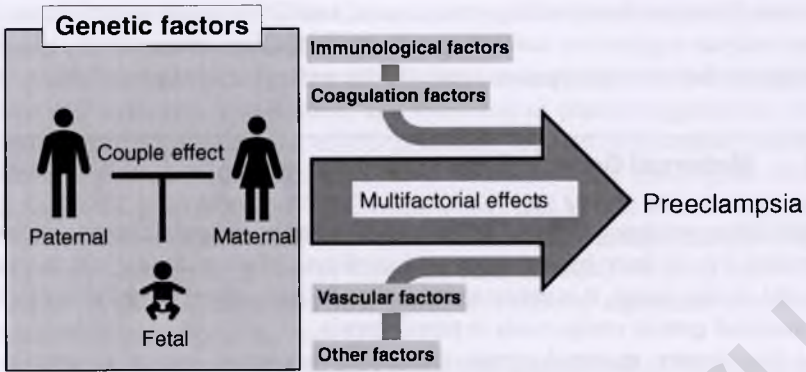 Genetic factors
Immunological factors
Coagulation factors
Couple effect
Multifactorial effects
Preeclampsia
Paternal
Maternal
Vascular factors
Fetal
Other factors